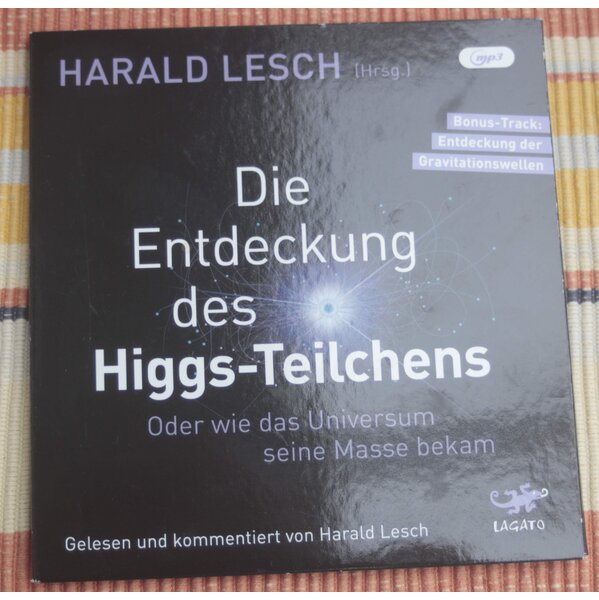 HARALD LESCH (Hrsg.)
mp3
Bonus-Track:
Entdeckung der
Gravitationswellen
Die
Entdeckung
des
Higgs-Teilchens
Oder wie das Universum
seine Masse bekam
LAGATO
Gelesen und kommentiert von Harald Lesch